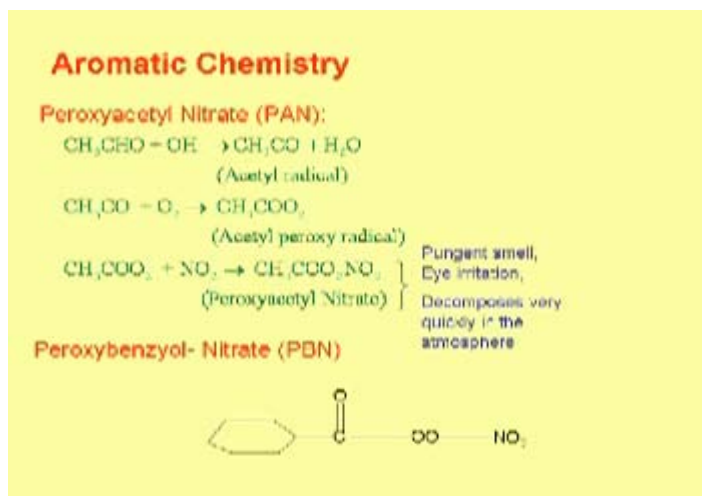 Aromatic Chemistry
Peroxyacetyl Nitrate (PAN):
CH₃CHO + OH → CH₃CO + H₂O
(Acetyl radical)
CH₃CO + O₂ → CH₃COO₂
(Acetyl peroxy radical)
CH₃COO₂ + NO₂ → CH₃COO₂NO₂
(Peroxyacetyl Nitrate)
Pungent smell,
Eye irritation,
Decomposes very
quickly in the
atmosphere
Peroxybenzyol- Nitrate (PBN)
O
C OO NO₂